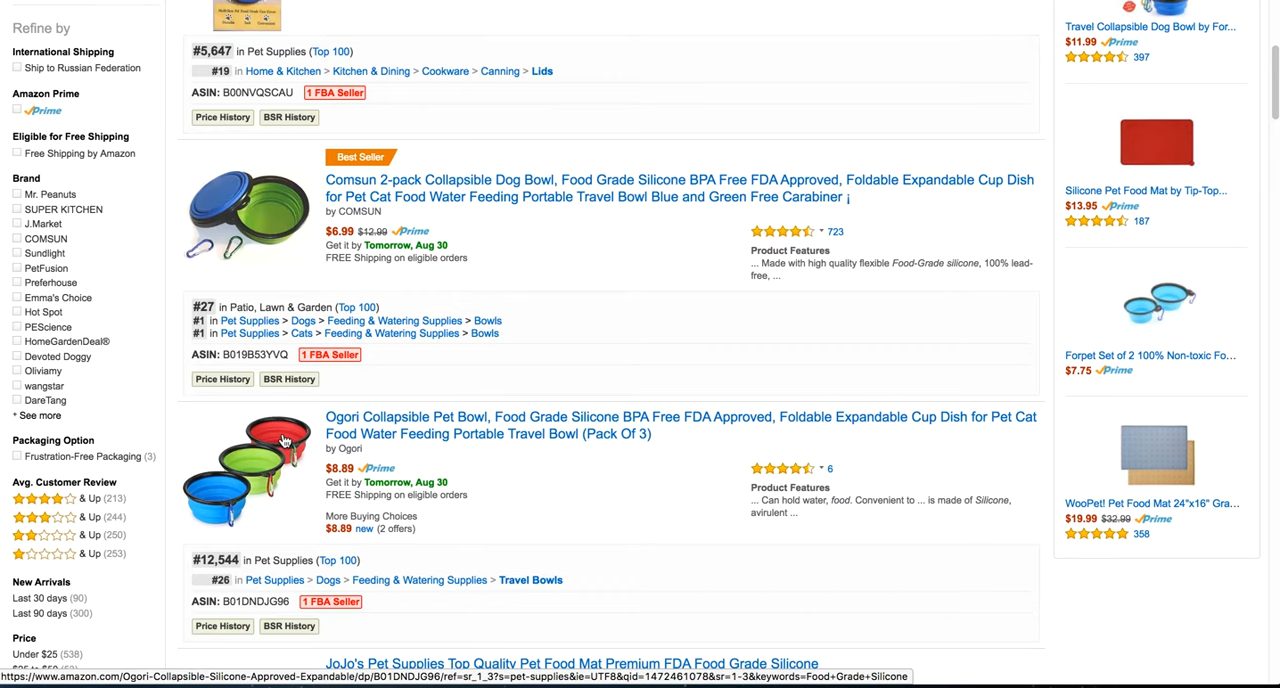 Refine by
International Shipping
Ship to Russian Federation
Amazon Prime
Prime
Eligible for Free Shipping
Free Shipping by Amazon
Brand
Mr. Peanuts
SUPER KITCHEN
J.Market
COMSUN
Sundlight
PetFusion
Preferhouse
Emma's Choice
Hot Spot
PEScience
HomeGardenDeal®
Devoted Doggy
Oliviamy
wangstar
DareTang
+ See more
Packaging Option
Frustration-Free Packaging (3)
Avg. Customer Review
& Up (213)
& Up (244)
& Up (250)
& Up (253)
New Arrivals
Last 30 days (90)
Last 90 days (300)
Price
Under $25 (538)
#5,647 in Pet Supplies (Top 100)
#19 in Home & Kitchen > Kitchen & Dining > Cookware > Canning > Lids
ASIN: B00NVQSCAU 1 FBA Seller
Price History BSR History
Best Seller
Comsun 2-pack Collapsible Dog Bowl, Food Grade Silicone BPA Free FDA Approved, Foldable Expandable Cup Dish
for Pet Cat Food Water Feeding Portable Travel Bowl Blue and Green Free Carabiner ¡
by COMSUN
$6.99 $12.99 Prime
Get it by Tomorrow, Aug 30
FREE Shipping on eligible orders
723
Product Features
... Made with high quality flexible Food-Grade silicone, 100% lead-
free, ...
#27 in Patio, Lawn & Garden (Top 100)
#1 in Pet Supplies > Dogs > Feeding & Watering Supplies > Bowls
#1 in Pet Supplies > Cats > Feeding & Watering Supplies > Bowls
ASIN: B019B53YVQ 1 FBA Seller
Price History BSR History
Ogori Collapsible Pet Bowl, Food Grade Silicone BPA Free FDA Approved, Foldable Expandable Cup Dish for Pet Cat
Food Water Feeding Portable Travel Bowl (Pack Of 3)
by Ogori
$8.89 Prime
Get it by Tomorrow, Aug 30
FREE Shipping on eligible orders
More Buying Choices
$8.89 new (2 offers)
6
Product Features
... Can hold water, food. Convenient to ... is made of Silicone,
avirulent ...
#12,544 in Pet Supplies (Top 100)
#26 in Pet Supplies > Dogs > Feeding & Watering Supplies > Travel Bowls
ASIN: B01DNDJG96 1 FBA Seller
Price History BSR History
JoJo's Pet Supplies Top Quality Pet Food Mat Premium FDA Food Grade Silicone
https://www.amazon.com/Ogori-Collapsible-Silicone-Approved-Expandable/dp/B01DNDJG96/ref=sr_1_3?s=pet-supplies&ie=UTF8&qid=1472461078&sr=1-3&keywords=Food+Grade+Silicone
Travel Collapsible Dog Bowl by For...
$11.99 Prime
397
Silicone Pet Food Mat by Tip-Top...
$13.95 Prime
187
Forpet Set of 2 100% Non-toxic Fo...
$7.75 Prime
WooPet! Pet Food Mat 24"x16" Gra...
$19.99 $32.99 Prime
358